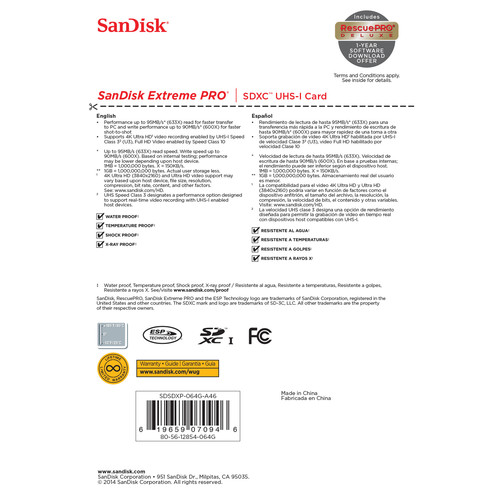 SanDisk®
Includes
RescuePRO®
DELUXE
1-YEAR
SOFTWARE
DOWNLOAD
OFFER
Terms and Conditions apply.
See inside for details.
SanDisk Extreme PRO® SDXC™ UHS-I Card
English
• Performance up to 95MB/s* (633X) read for faster transfer
to PC and write performance up to 90MB/s* (600X) for faster
shot-to-shot
• Supports 4K Ultra HD² video recording enabled by UHS-I Speed
Class 3³ (U3), Full HD Video enabled by Speed Class 10
* Up to 95MB/s (633X) read speed. Write speed up to
90MB/s (600X). Based on internal testing; performance
may be lower depending upon host device.
1MB = 1,000,000 bytes. X = 150KB/s.
1GB = 1,000,000,000 bytes. Actual user storage less.
4K Ultra HD (3840x2160) and Ultra HD video support may
vary based upon host device, file size, resolution,
compression, bit rate, content, and other factors.
See: www.sandisk.com/HD.
UHS Speed Class 3 designates a performance option designed
to support real-time video recording with UHS-I enabled
host devices.
WATER PROOF¹
TEMPERATURE PROOF¹
SHOCK PROOF¹
X-RAY PROOF¹
Español
• Rendimiento de lectura de hasta 95MB/s* (633X) para una
transferencia más rápida a la PC y rendimiento de escritura de
hasta 90MB/s* (600X) para mayor rapidez de una toma a otra
• Soporta grabación de video 4K Ultra HD² habilitada por UHS-I
de velocidad Clase 3³ (U3), video Full HD habilitado por
velocidad Clase 10
* Velocidad de lectura de hasta 95MB/s (633X). Velocidad de
escritura de hasta 90MB/s (600X). En base a pruebas internas;
el rendimiento puede ser inferior según el dispositivo host.
1MB = 1,000,000 bytes. X = 150KB/s.
1GB = 1,000,000,000 bytes. Almacenamiento real del usuario
es menor.
La compatibilidad para el video 4K Ultra HD y Ultra HD
(3840x2160) podría variar en función de factores como el
dispositivo anfitrión, el tamaño del archivo, la resolución, la
compresión, la velocidad de bits, el contenido y otras variables.
Visite: www.sandisk.com/HD.
La velocidad UHS clase 3 designa una opción de rendimiento
diseñada para permitir la grabación de video en tiempo real
con dispositivos host compatibles con UHS-I.
RESISTENTE AL AGUA¹
RESISTENTE A TEMPERATURAS¹
RESISTENTE A GOLPES¹
RESISTENTE A RAYOS X¹
1 Water proof, Temperature proof, Shock proof, X-ray proof / Resistente al agua, Resistente a temperaturas, Resistente a golpes,
Resistente a rayos X. See/visite www.sandisk.com/proof
SanDisk, RescuePRO, SanDisk Extreme PRO and the ESP Technology logo are trademarks of SanDisk Corporation, registered in the
United States and other countries. The SDXC mark and logo are trademarks of SD-3C, LLC. All other trademarks are the property
of their respective owners.
ESP
TECHNOLOGY
SD XC I FC
LIFETIME
Warranty • Guide | Garantía • Guía
www.sandisk.com/wug
SDSDXP-064G-A46
6 19659 07094 6
80-56-12854-064G
Made in China
Fabricada en China
www.sandisk.com
SanDisk Corporation • 951 SanDisk Dr., Milpitas, CA 95035.
© 2014 SanDisk Corporation. All rights reserved.